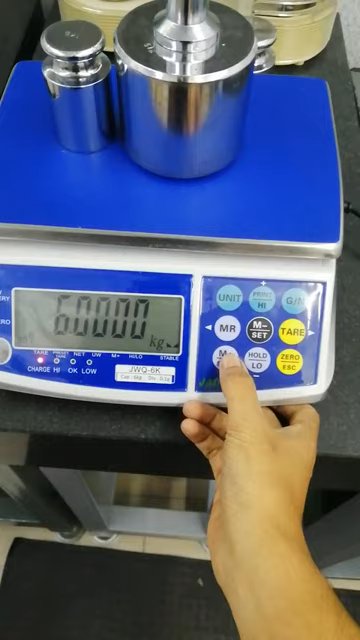 UNIT
HI
G/N
MR
M~
SET
TARE
HOLD
LO
ZERO
ESC
6.0000
kg
TARE
NET
UW
M+
HI/LO
STABLE
CHARGE HI OK LOW
JWQ-6K